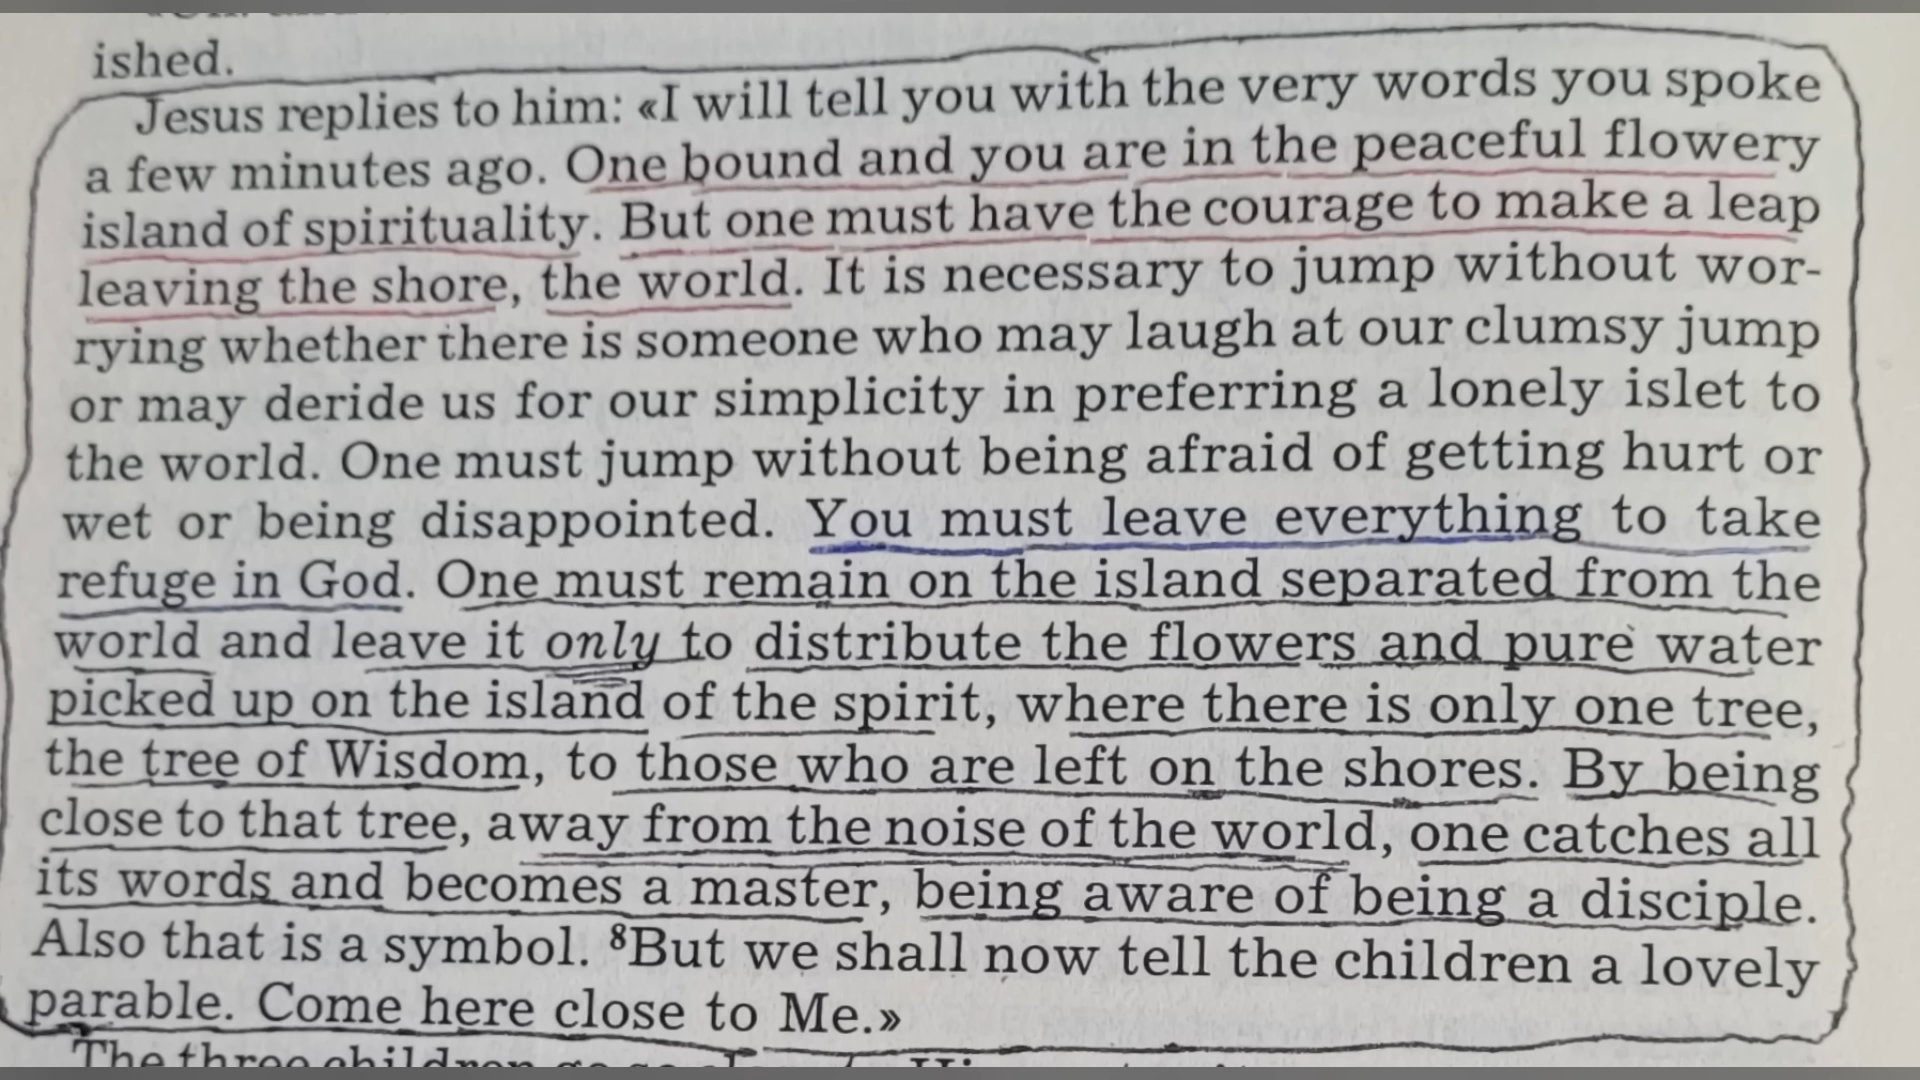 ished.
Jesus replies to him: «I will tell you with the very words you spoke
a few minutes ago. One bound and you are in the peaceful flowery
island of spirituality. But one must have the courage to make a leap
leaving the shore, the world. It is necessary to jump without wor-
rying whether there is someone who may laugh at our clumsy jump
or may deride us for our simplicity in preferring a lonely islet to
the world. One must jump without being afraid of getting hurt or
wet or being disappointed. You must leave everything to take
refuge in God. One must remain on the island separated from the
world and leave it only to distribute the flowers and pure water
picked up on the island of the spirit, where there is only one tree,
the tree of Wisdom, to those who are left on the shores. By being
close to that tree, away from the noise of the world, one catches all
its words and becomes a master, being aware of being a disciple.
Also that is a symbol. ⁸But we shall now tell the children a lovely
parable. Come here close to Me.»
The three children go so